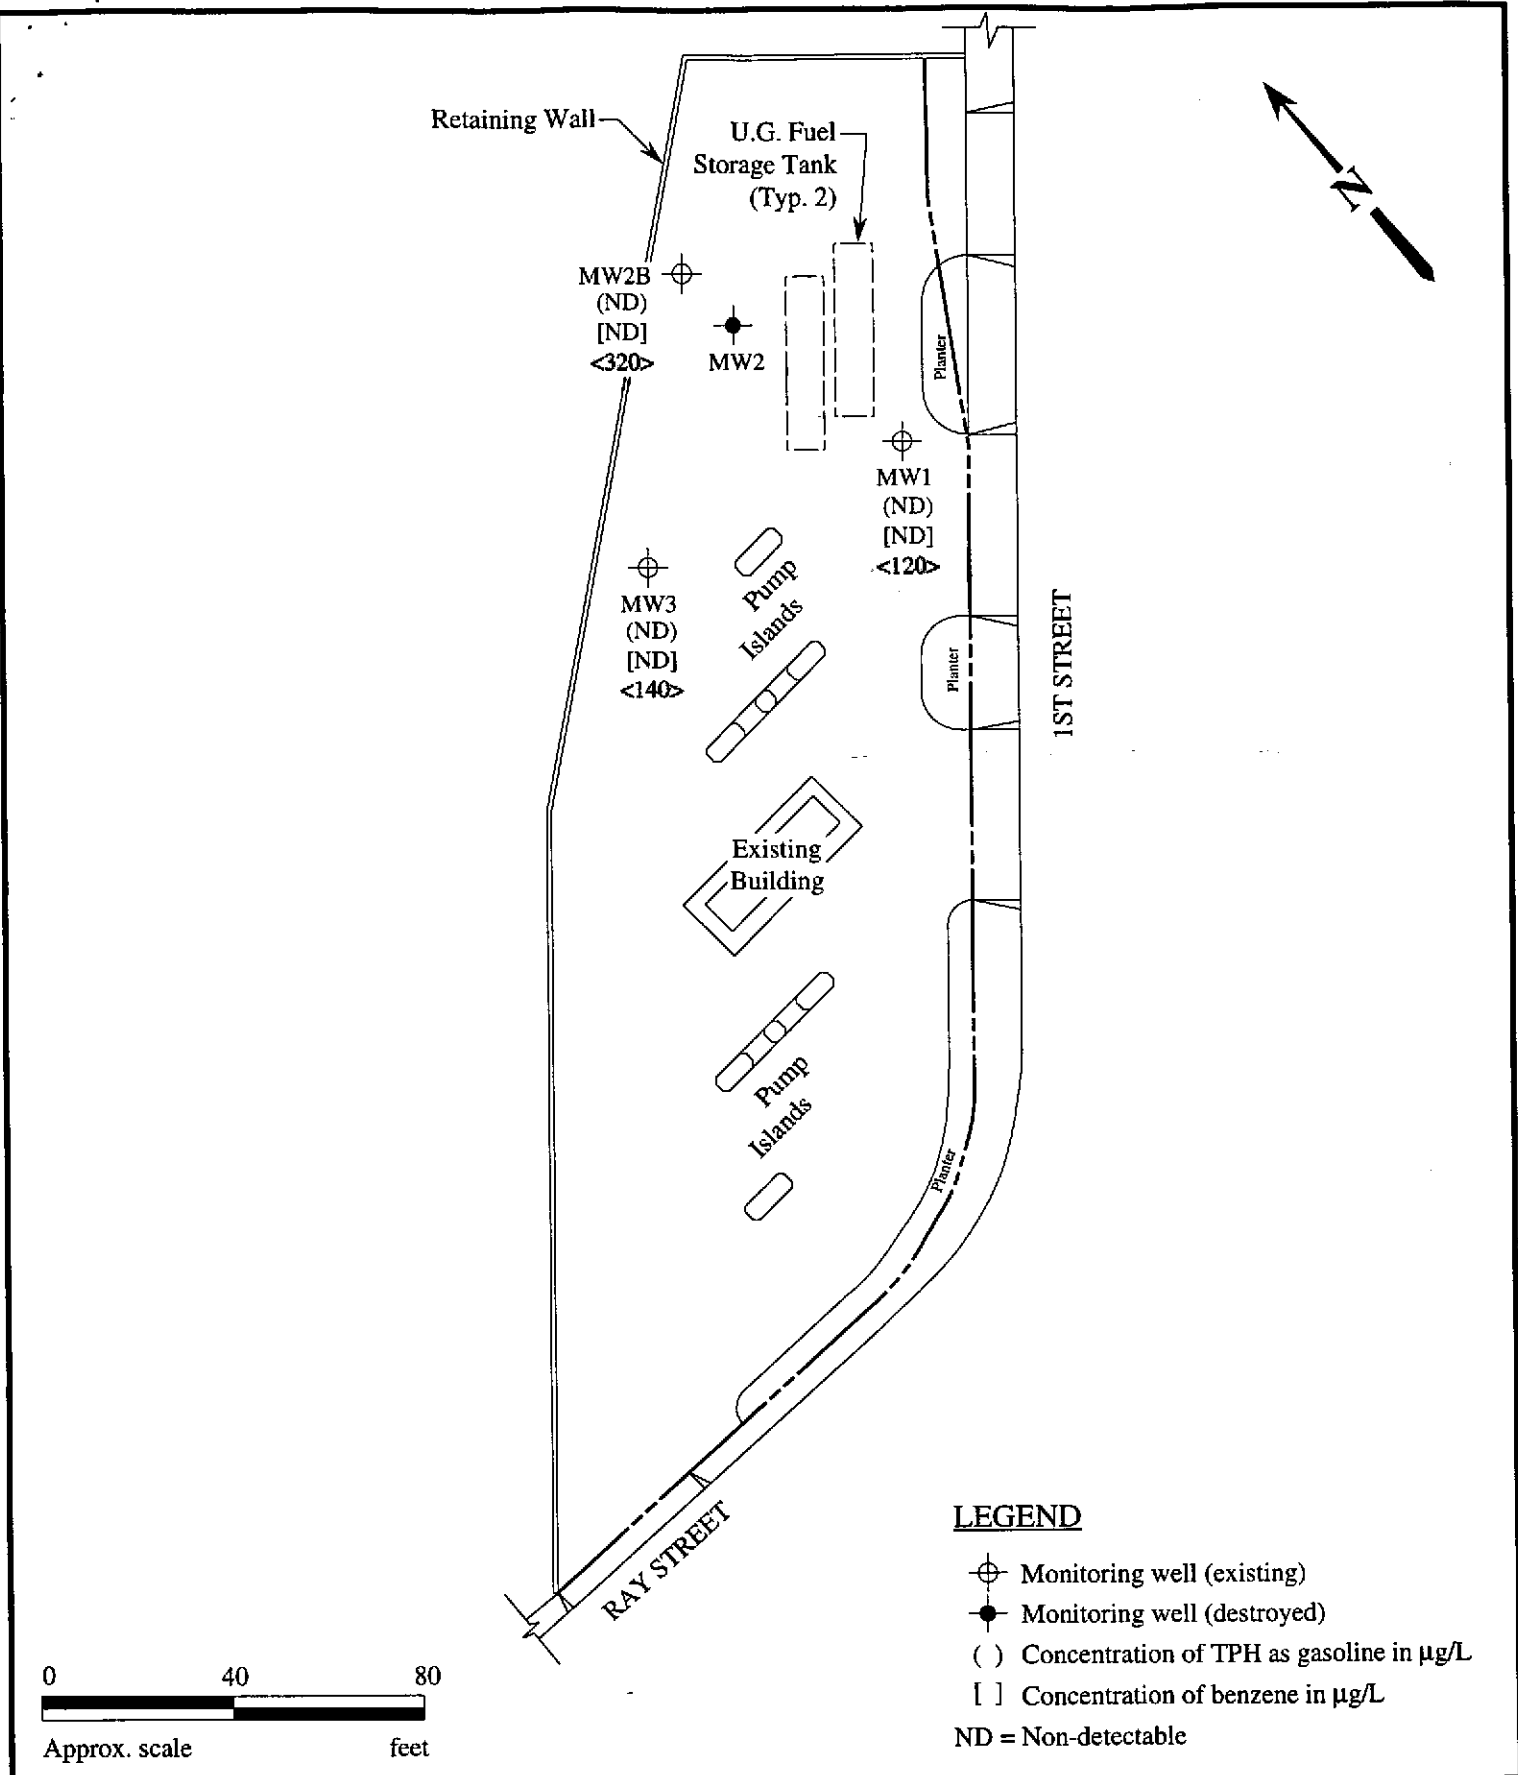 Retaining Wall
U.G. Fuel
Storage Tank
(Typ. 2)
N
MW2B
(ND)
[ND]
<320>
MW2
Planter
MW1
(ND)
[ND]
<120>
MW3
(ND)
[ND]
<140>
Pump
Islands
Planter
1ST STREET
Existing
Building
Pump
Islands
Planter
RAY STREET
LEGEND
Monitoring well (existing)
Monitoring well (destroyed)
( ) Concentration of TPH as gasoline in µg/L
[ ] Concentration of benzene in µg/L
ND = Non-detectable
0 40 80
Approx. scale feet